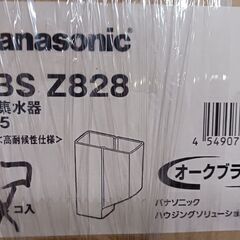 Panasonic
BS Z828
集水器
5
<高耐候性仕様>
コ入
4 54907
オークブラ
パナソニック
ハウジングソリューショ